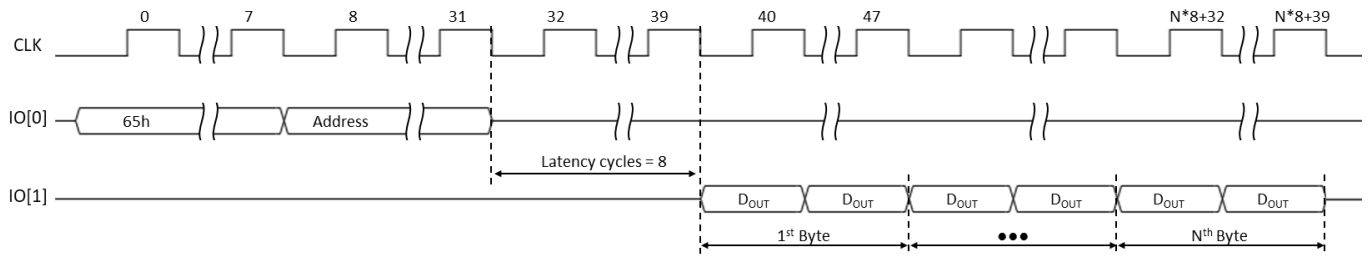 0 7 8 31 32 39 40 47 N*8+32 N*8+39
CLK
IO[0] 65h Address
Latency cycles = 8
IO[1] DOUT DOUT DOUT DOUT DOUT DOUT
1st Byte ●●● Nth Byte